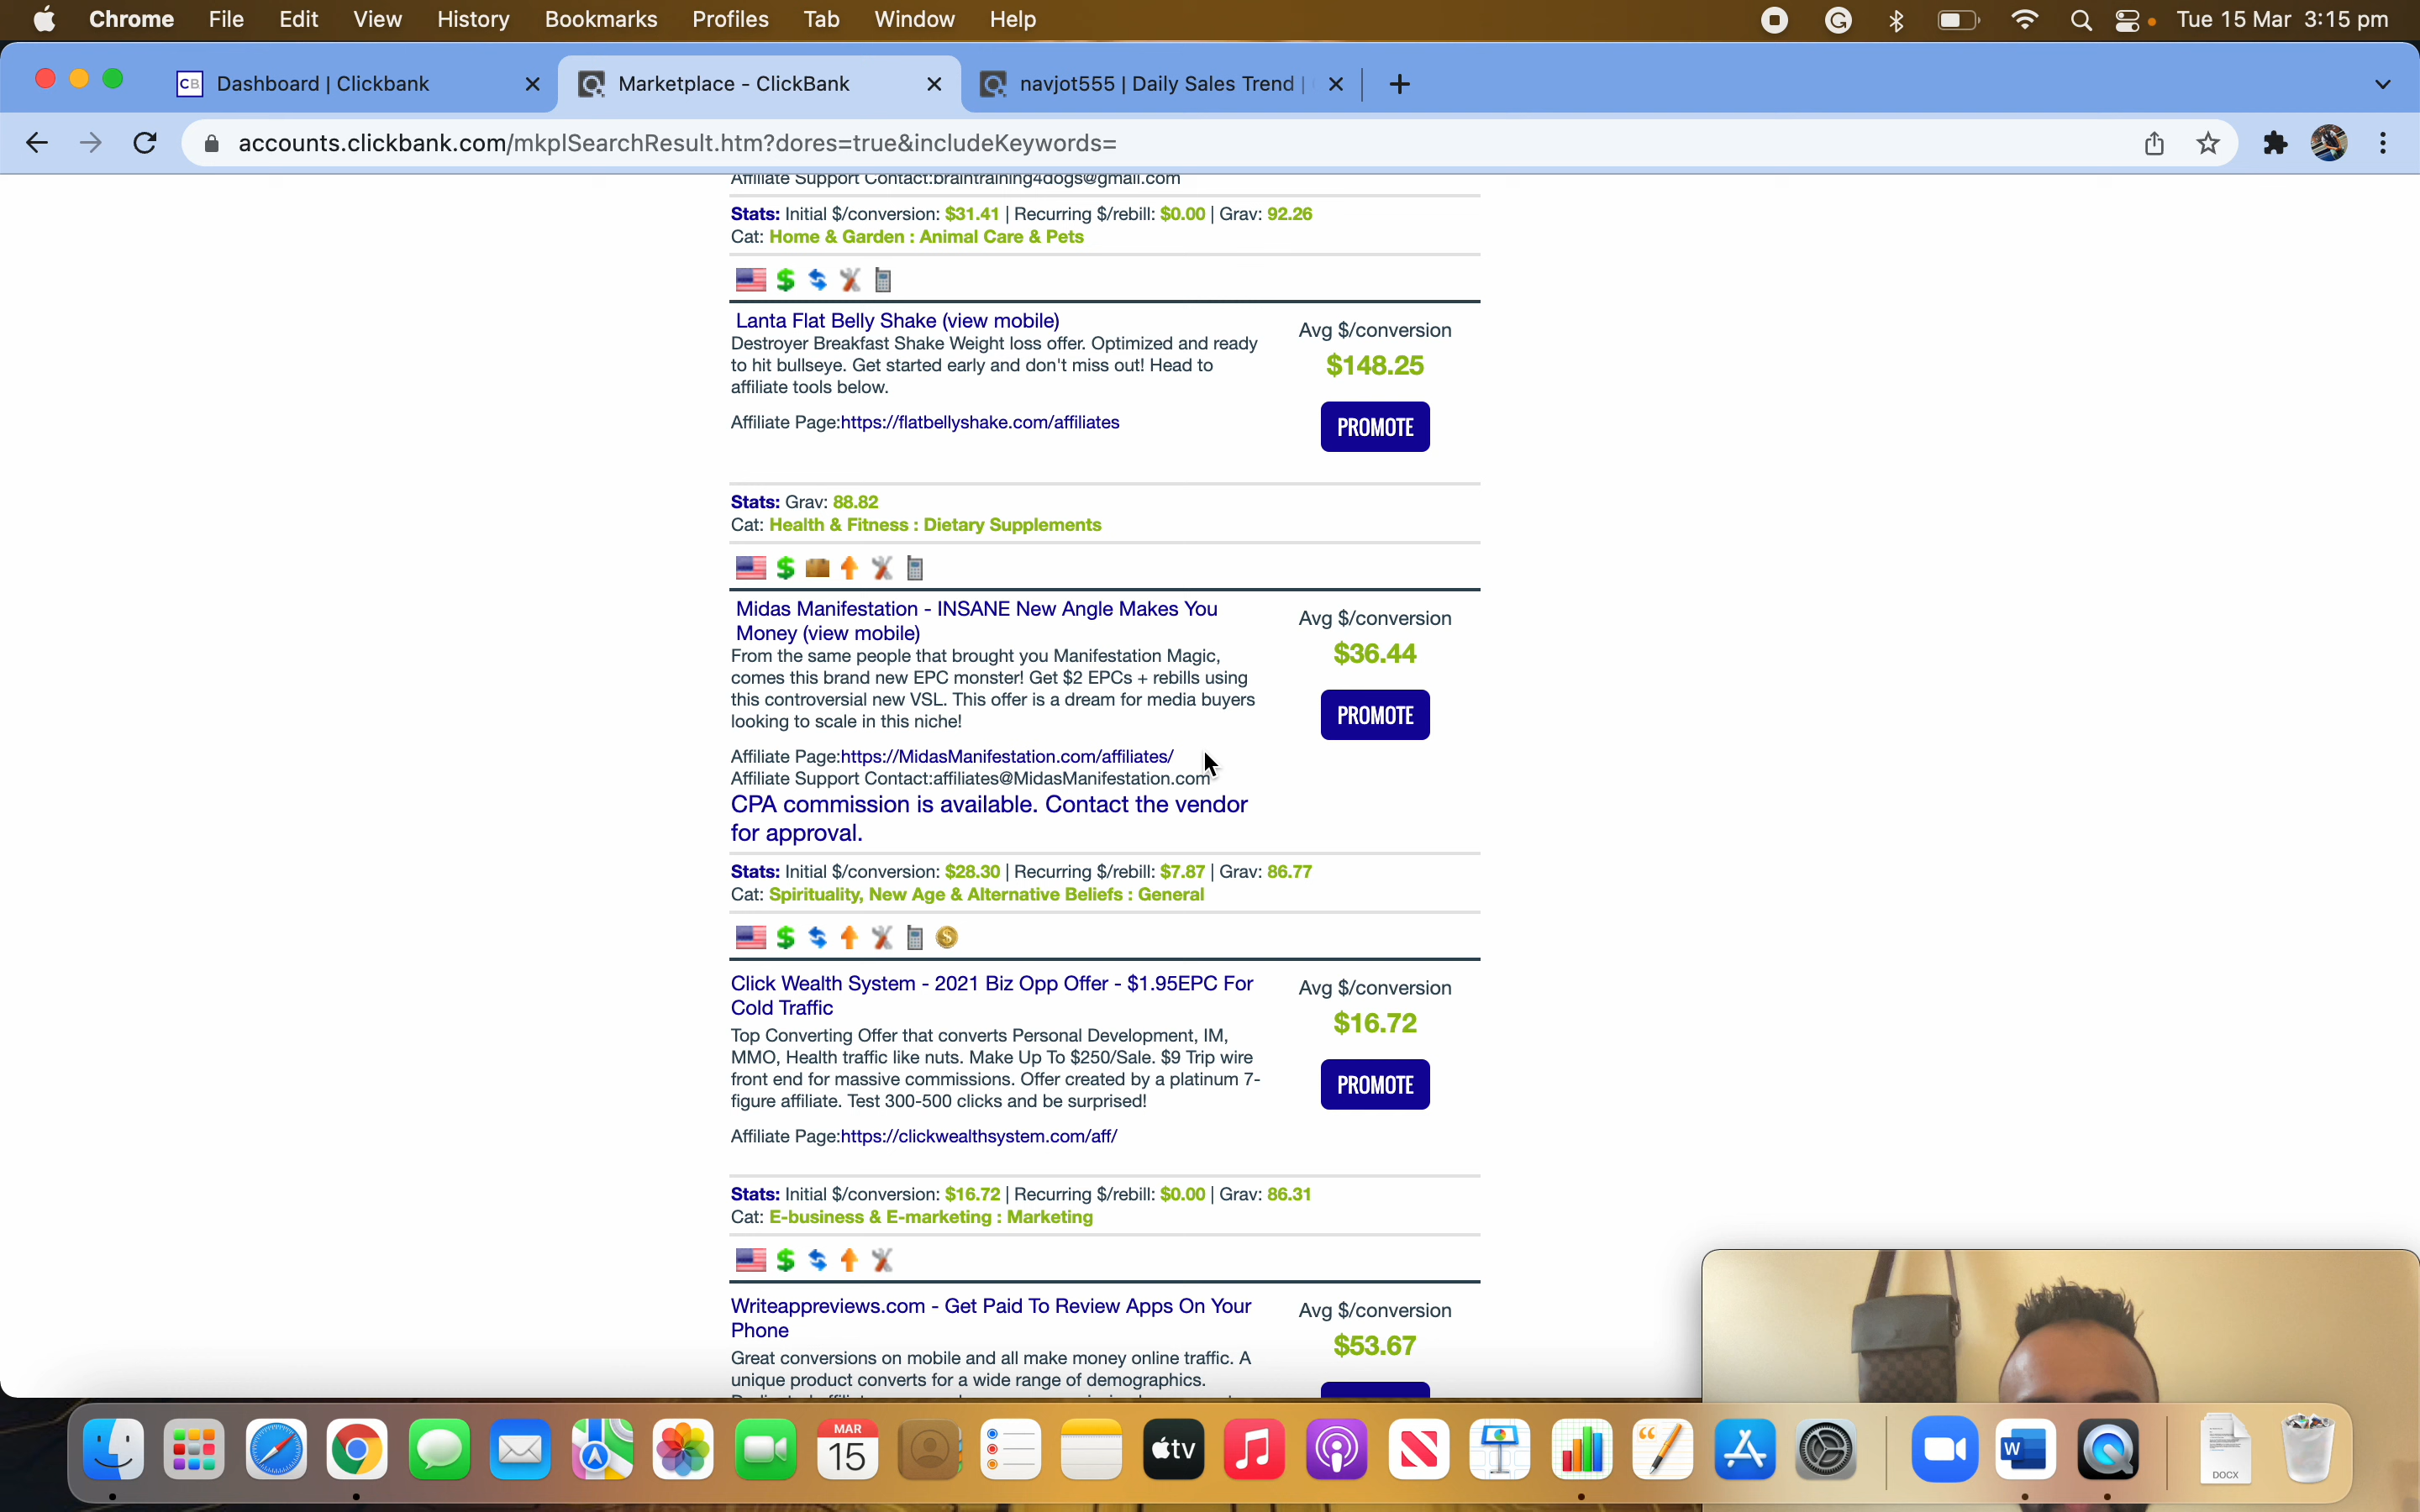 Chrome File Edit View History Bookmarks Profiles Tab Window Help Tue 15 Mar 3:15 pm
CB Dashboard | Clickbank Marketplace - ClickBank navjot555 | Daily Sales Trend |
accounts.clickbank.com/mkplSearchResult.htm?dores=true&includeKeywords=
Affiliate Support Contact:braintraining4dogs@gmail.com
Stats: Initial $/conversion: $31.41 | Recurring $/rebill: $0.00 | Grav: 92.26
Cat: Home & Garden : Animal Care & Pets
Lanta Flat Belly Shake (view mobile)
Destroyer Breakfast Shake Weight loss offer. Optimized and ready
to hit bullseye. Get started early and don't miss out! Head to
affiliate tools below.
Affiliate Page:https://flatbellyshake.com/affiliates
Avg $/conversion
$148.25
PROMOTE
Stats: Grav: 88.82
Cat: Health & Fitness : Dietary Supplements
Midas Manifestation - INSANE New Angle Makes You
Money (view mobile)
From the same people that brought you Manifestation Magic,
comes this brand new EPC monster! Get $2 EPCs + rebills using
this controversial new VSL. This offer is a dream for media buyers
looking to scale in this niche!
Affiliate Page:https://MidasManifestation.com/affiliates/
Affiliate Support Contact:affiliates@MidasManifestation.com
CPA commission is available. Contact the vendor
for approval.
Avg $/conversion
$36.44
PROMOTE
Stats: Initial $/conversion: $28.30 | Recurring $/rebill: $7.87 | Grav: 86.77
Cat: Spirituality, New Age & Alternative Beliefs : General
Click Wealth System - 2021 Biz Opp Offer - $1.95EPC For
Cold Traffic
Top Converting Offer that converts Personal Development, IM,
MMO, Health traffic like nuts. Make Up To $250/Sale. $9 Trip wire
front end for massive commissions. Offer created by a platinum 7-
figure affiliate. Test 300-500 clicks and be surprised!
Affiliate Page:https://clickwealthsystem.com/aff/
Avg $/conversion
$16.72
PROMOTE
Stats: Initial $/conversion: $16.72 | Recurring $/rebill: $0.00 | Grav: 86.31
Cat: E-business & E-marketing : Marketing
Writeappreviews.com - Get Paid To Review Apps On Your
Phone
Great conversions on mobile and all make money online traffic. A
unique product converts for a wide range of demographics.
Avg $/conversion
$53.67
MAR
15
tv
W
DOCX